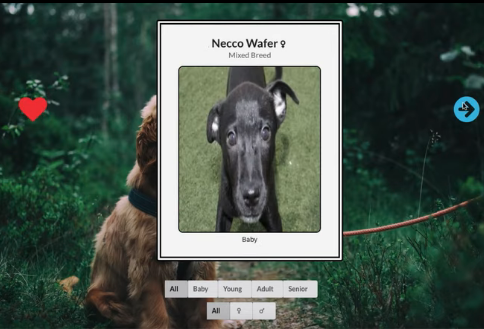 Necco Wafer ♀
Mixed Breed
Baby
All Baby Young Adult Senior
All ♀ ♂